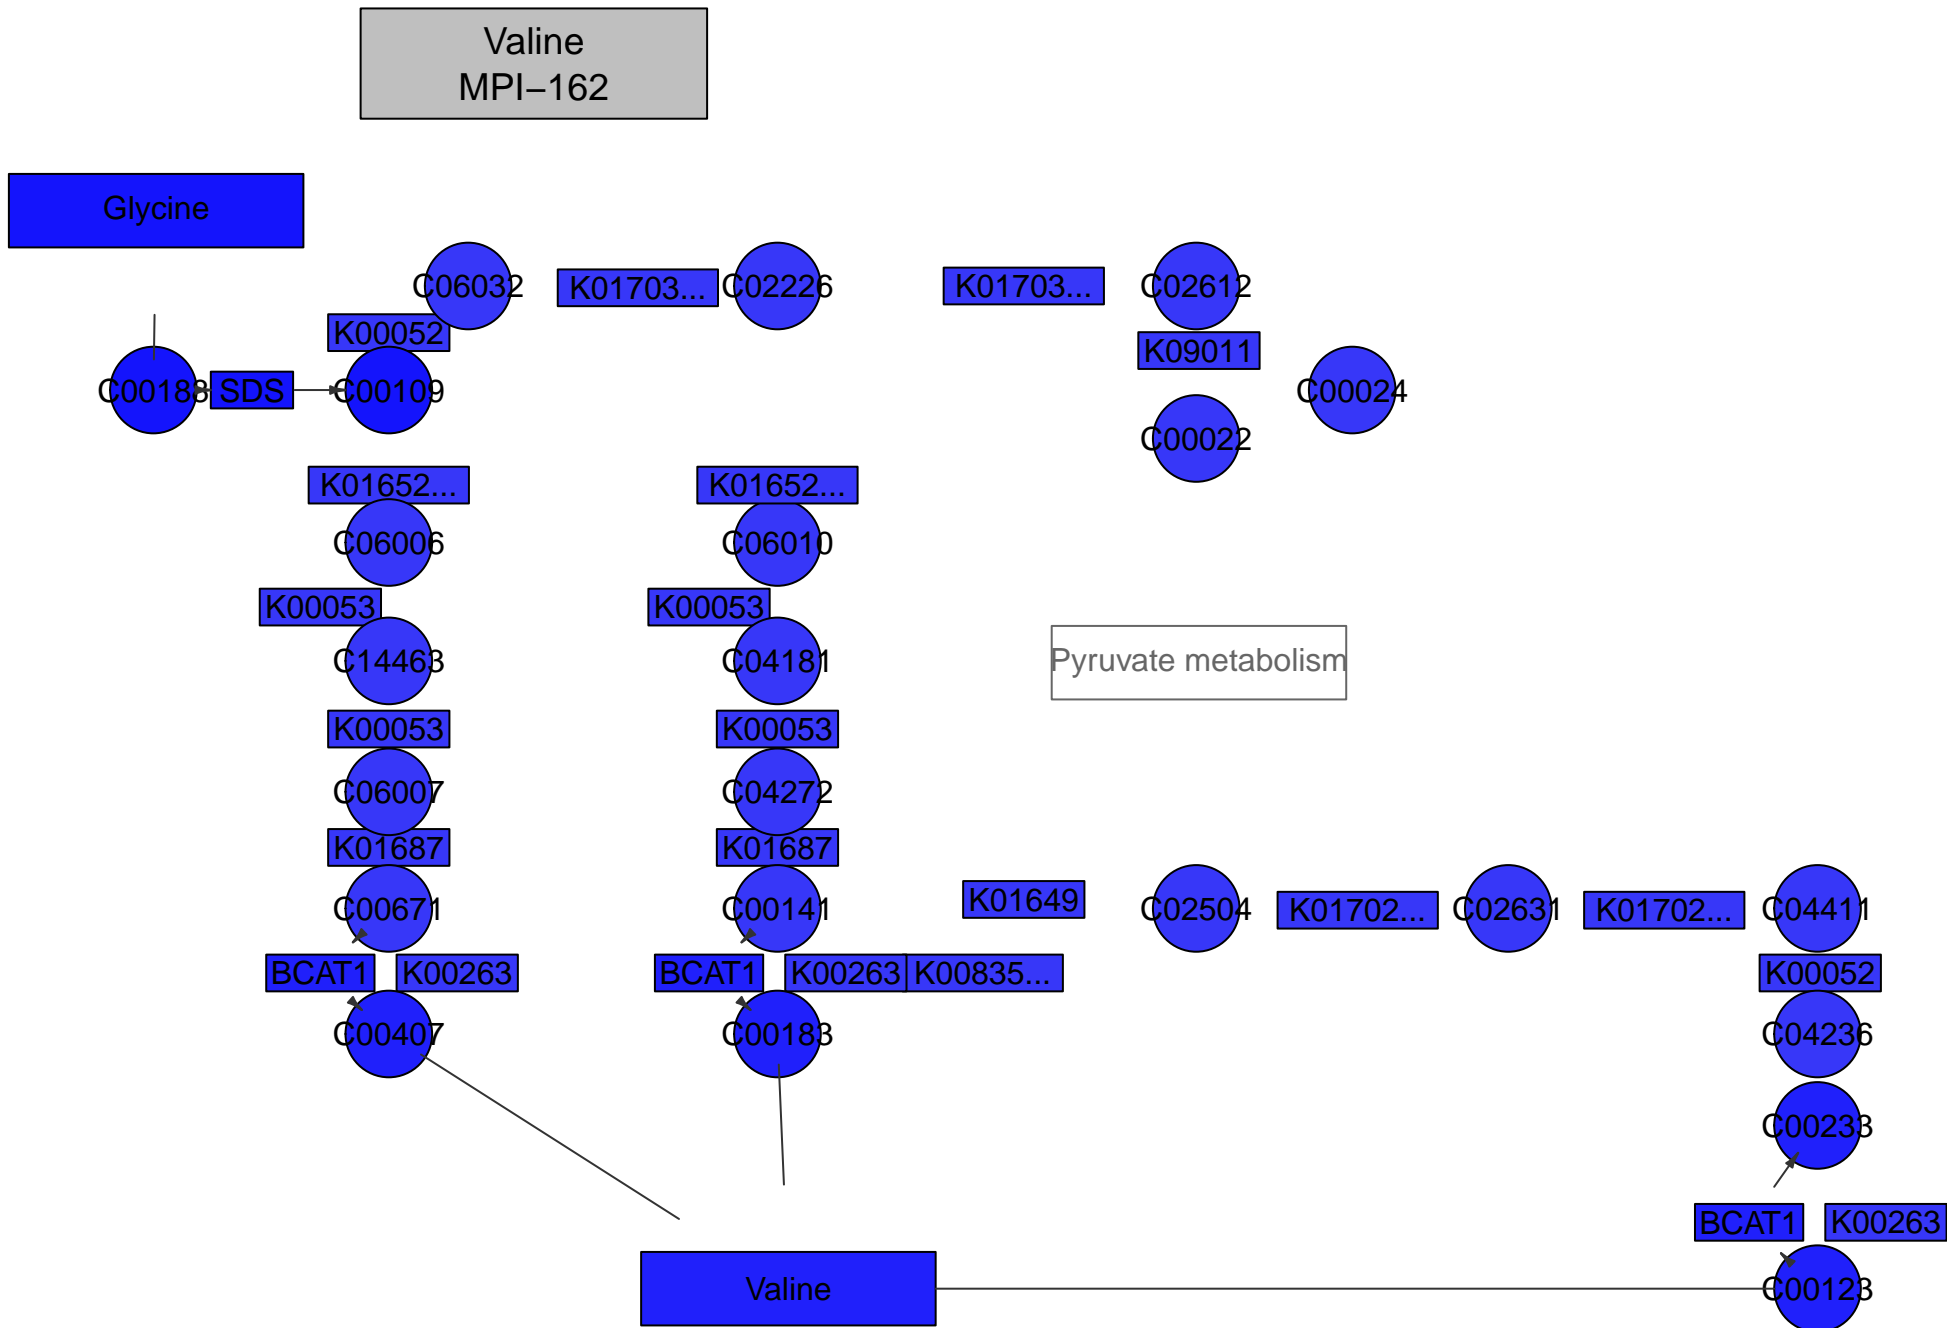 Valine
MPI−162
Glycine
C06032
K01703...
C02226
K01703...
C02612
K00052
K09011
C00188
SDS
C00109
C00024
C00022
K01652...
K01652...
C06006
C06010
K00053
K00053
C14463
C04181
Pyruvate metabolism
K00053
K00053
C06007
C04272
K01687
K01687
C00671
C00141
K01649
C02504
K01702...
C02631
K01702...
C04411
BCAT1
K00263
BCAT1
K00263
K00835...
K00052
C00407
C00183
C04236
C00233
BCAT1
K00263
Valine
C00123